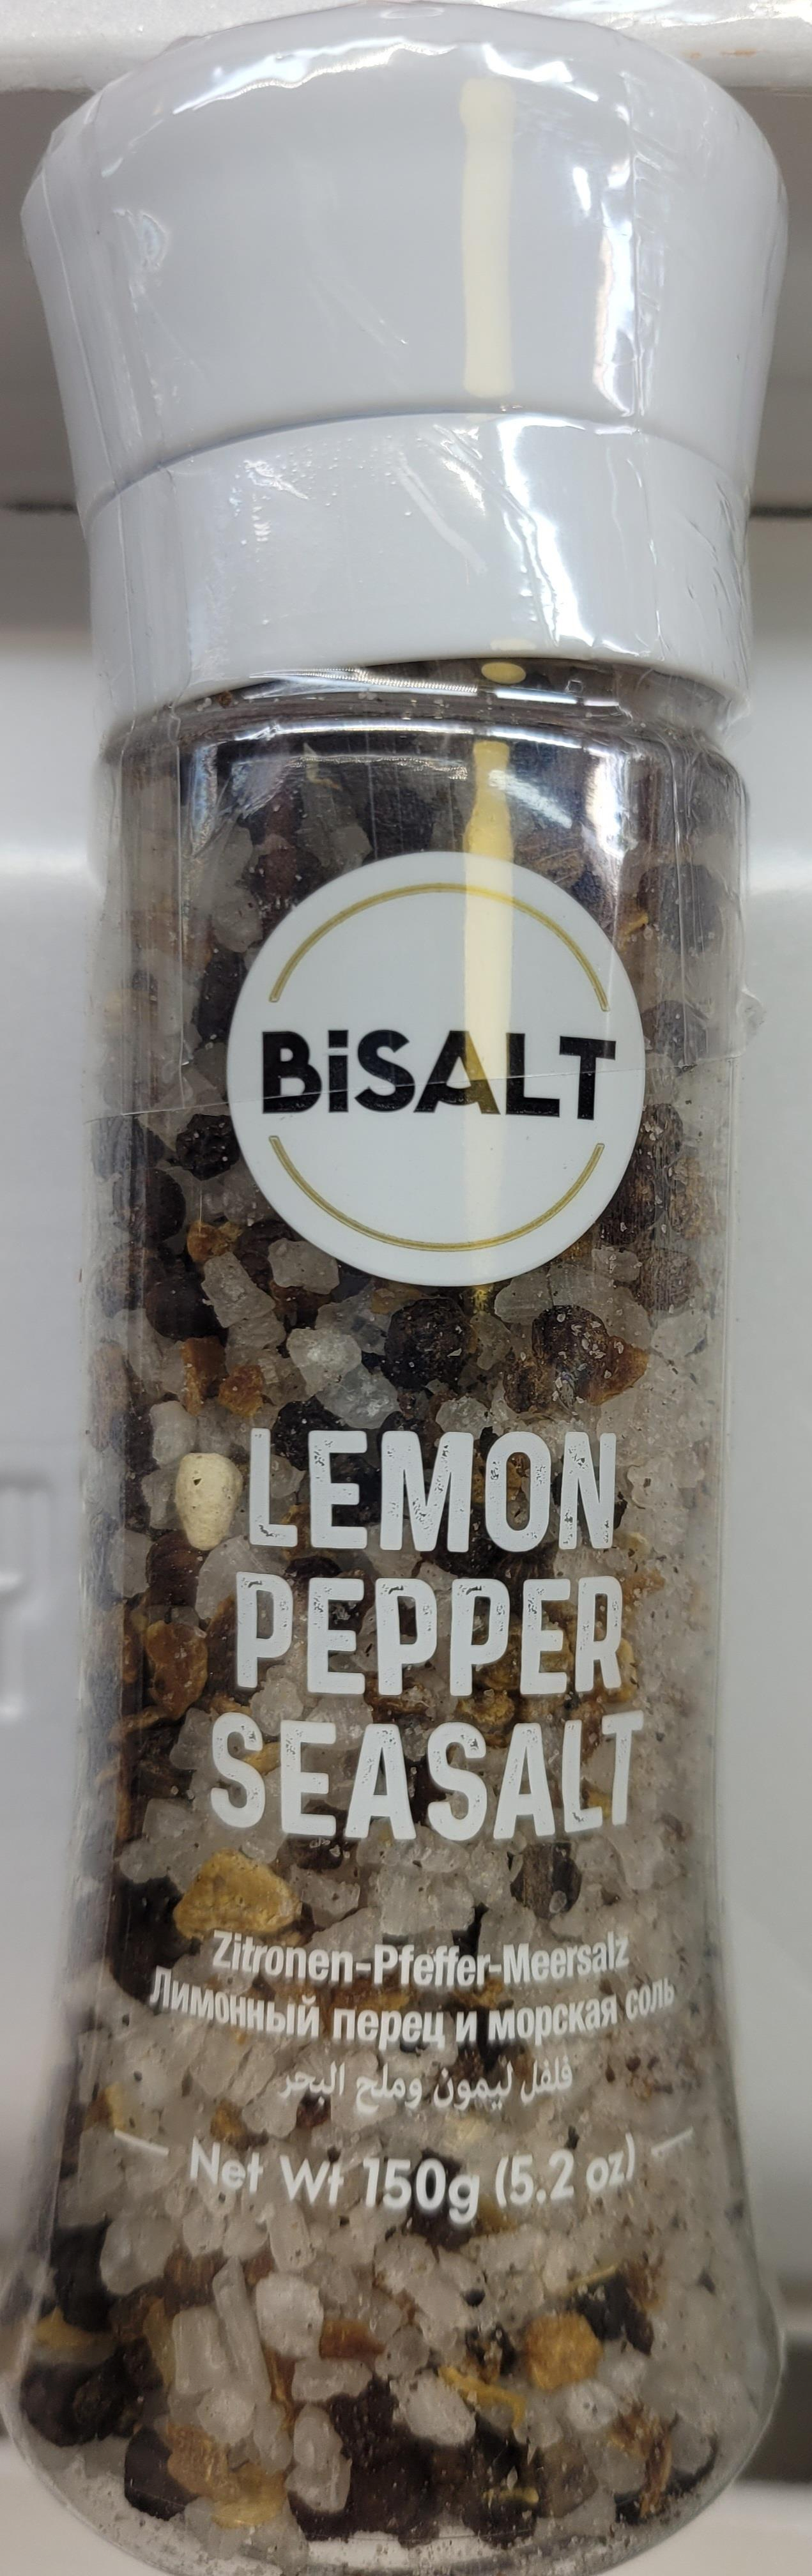 BiSALT
LEMON
PEPPER
SEASALT
Zitronen-Pfeffer-Meersalz
Лимонный перец и морская соль
فلفل ليمون وملح البحر
Net Wt 150g (5.2 oz)